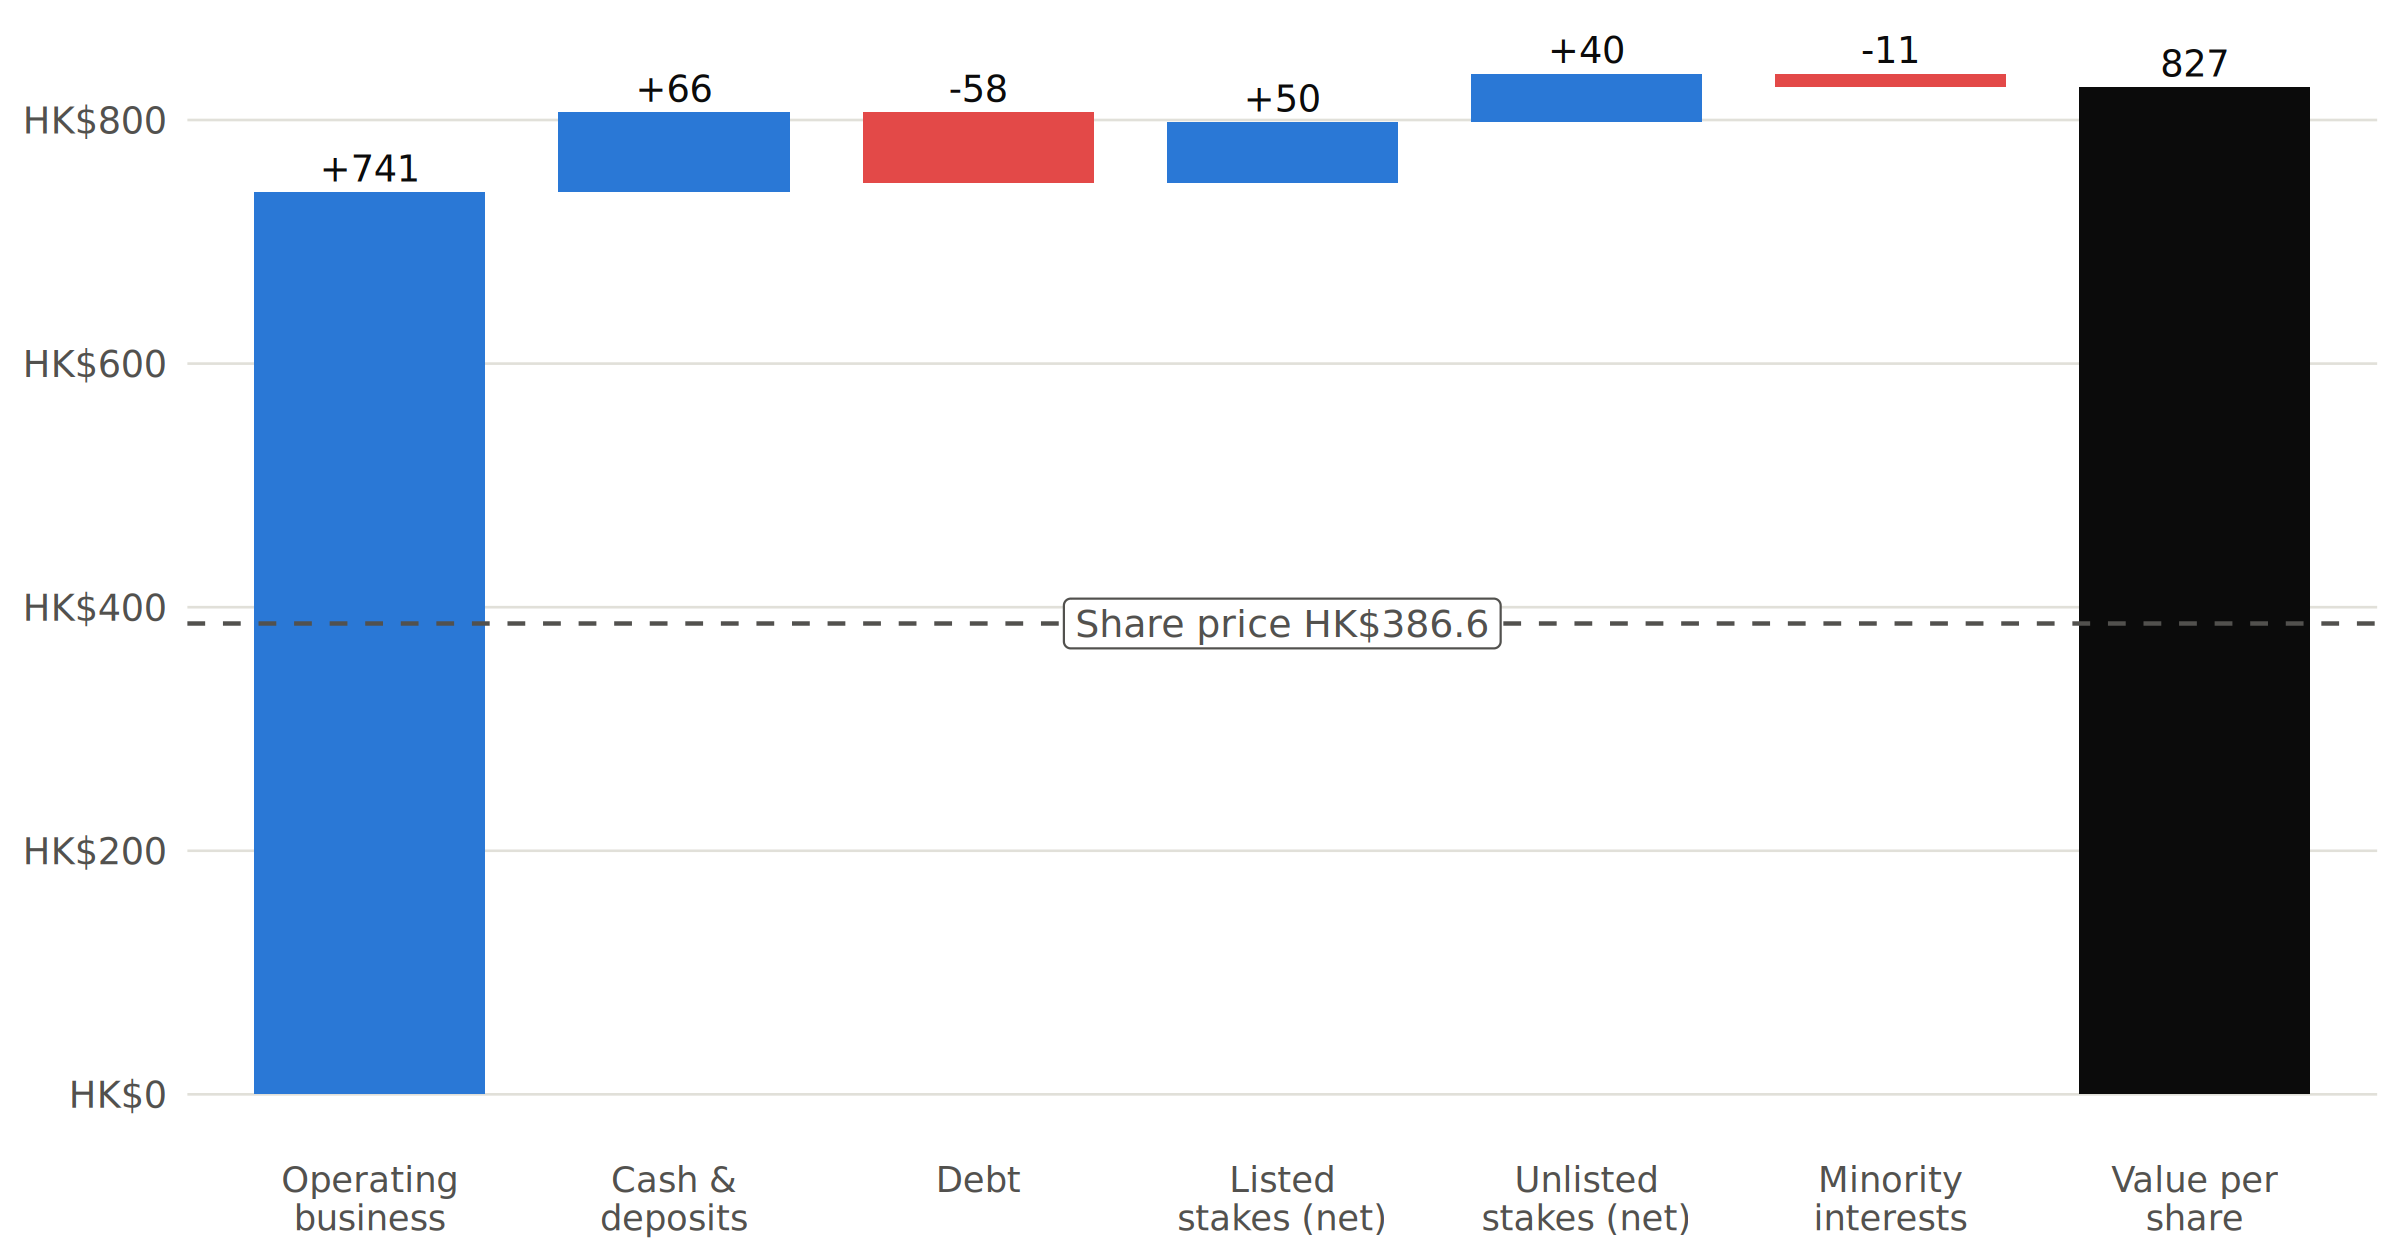 HK$800
HK$600
HK$400
HK$200
HK$0
+741
+66
-58
+50
+40
-11
827
Share price HK$386.6
Operating
business
Cash &
deposits
Debt
Listed
stakes (net)
Unlisted
stakes (net)
Minority
interests
Value per
share